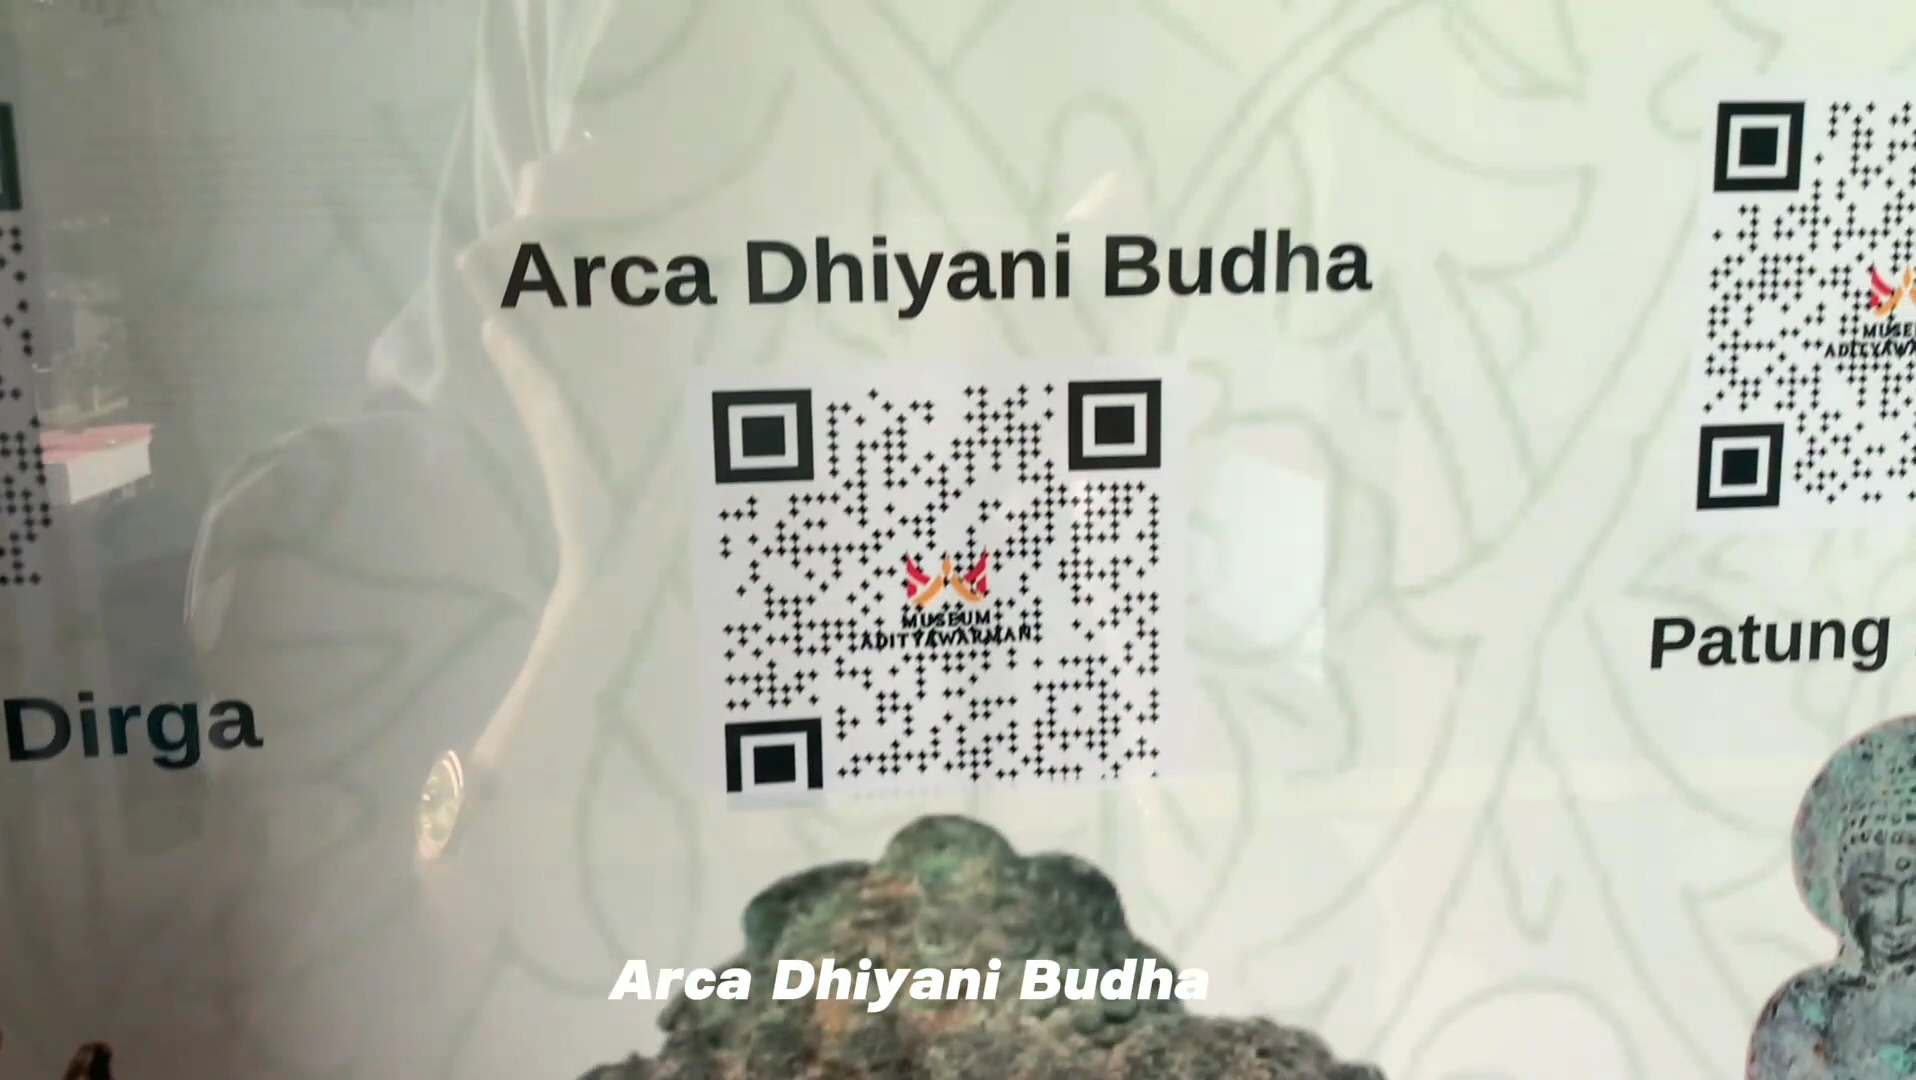 Arca Dhiyani Budha
MUSEUM
ADITYAWARMAN
Dirga
Patung
Arca Dhiyani Budha